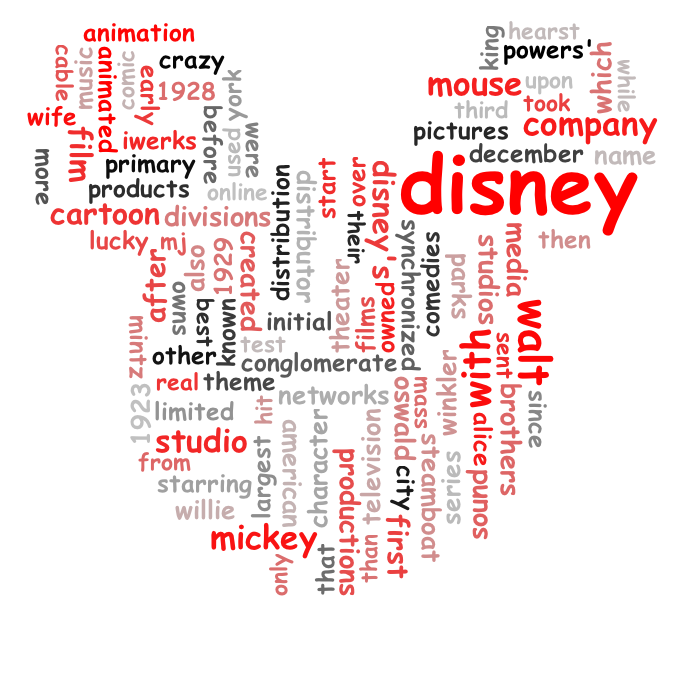 animation
crazy
cable
music
animated
comic
early
1928
wife
film
iwerks
before
used
york
were
more
primary
products
online
cartoon
divisions
lucky
mj
king
hearst
powers'
which
while
mouse
upon
third
took
pictures
company
december
name
disney
then
distribution
distributor
start
their
over
disney's
synchronized
comedies
parks
studios
media
after
also
1929
created
owns
best
known
initial
theater
films
owned
walt
with
sent
mintz
other
test
conglomerate
real
theme
networks
1923
limited
hit
oswald
mass
winkler
alice
brothers
since
studio
from
largest
american
character
television
city
steamboat
series
sound
starring
willie
mickey
productions
first
only
that
than